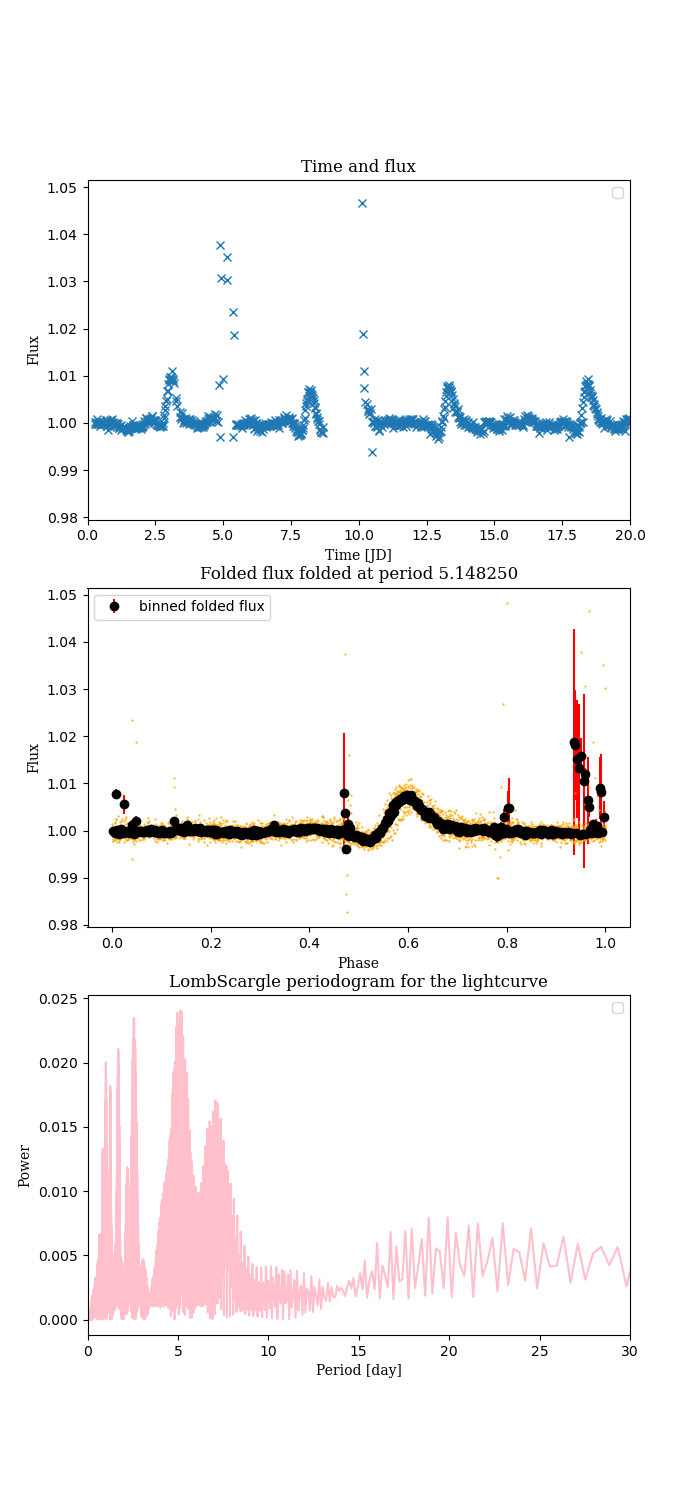 Time and flux
1.05
1.04
1.03
1.02
1.01
1.00
0.99
0.98
Flux
0.0 2.5 5.0 7.5 10.0 12.5 15.0 17.5 20.0
Time [JD]
Folded flux folded at period 5.148250
binned folded flux
1.05
1.04
1.03
1.02
1.01
1.00
0.99
0.98
Flux
0.0 0.2 0.4 0.6 0.8 1.0
Phase
LombScargle periodogram for the lightcurve
0.025
0.020
0.015
0.010
0.005
0.000
Power
0 5 10 15 20 25 30
Period [day]